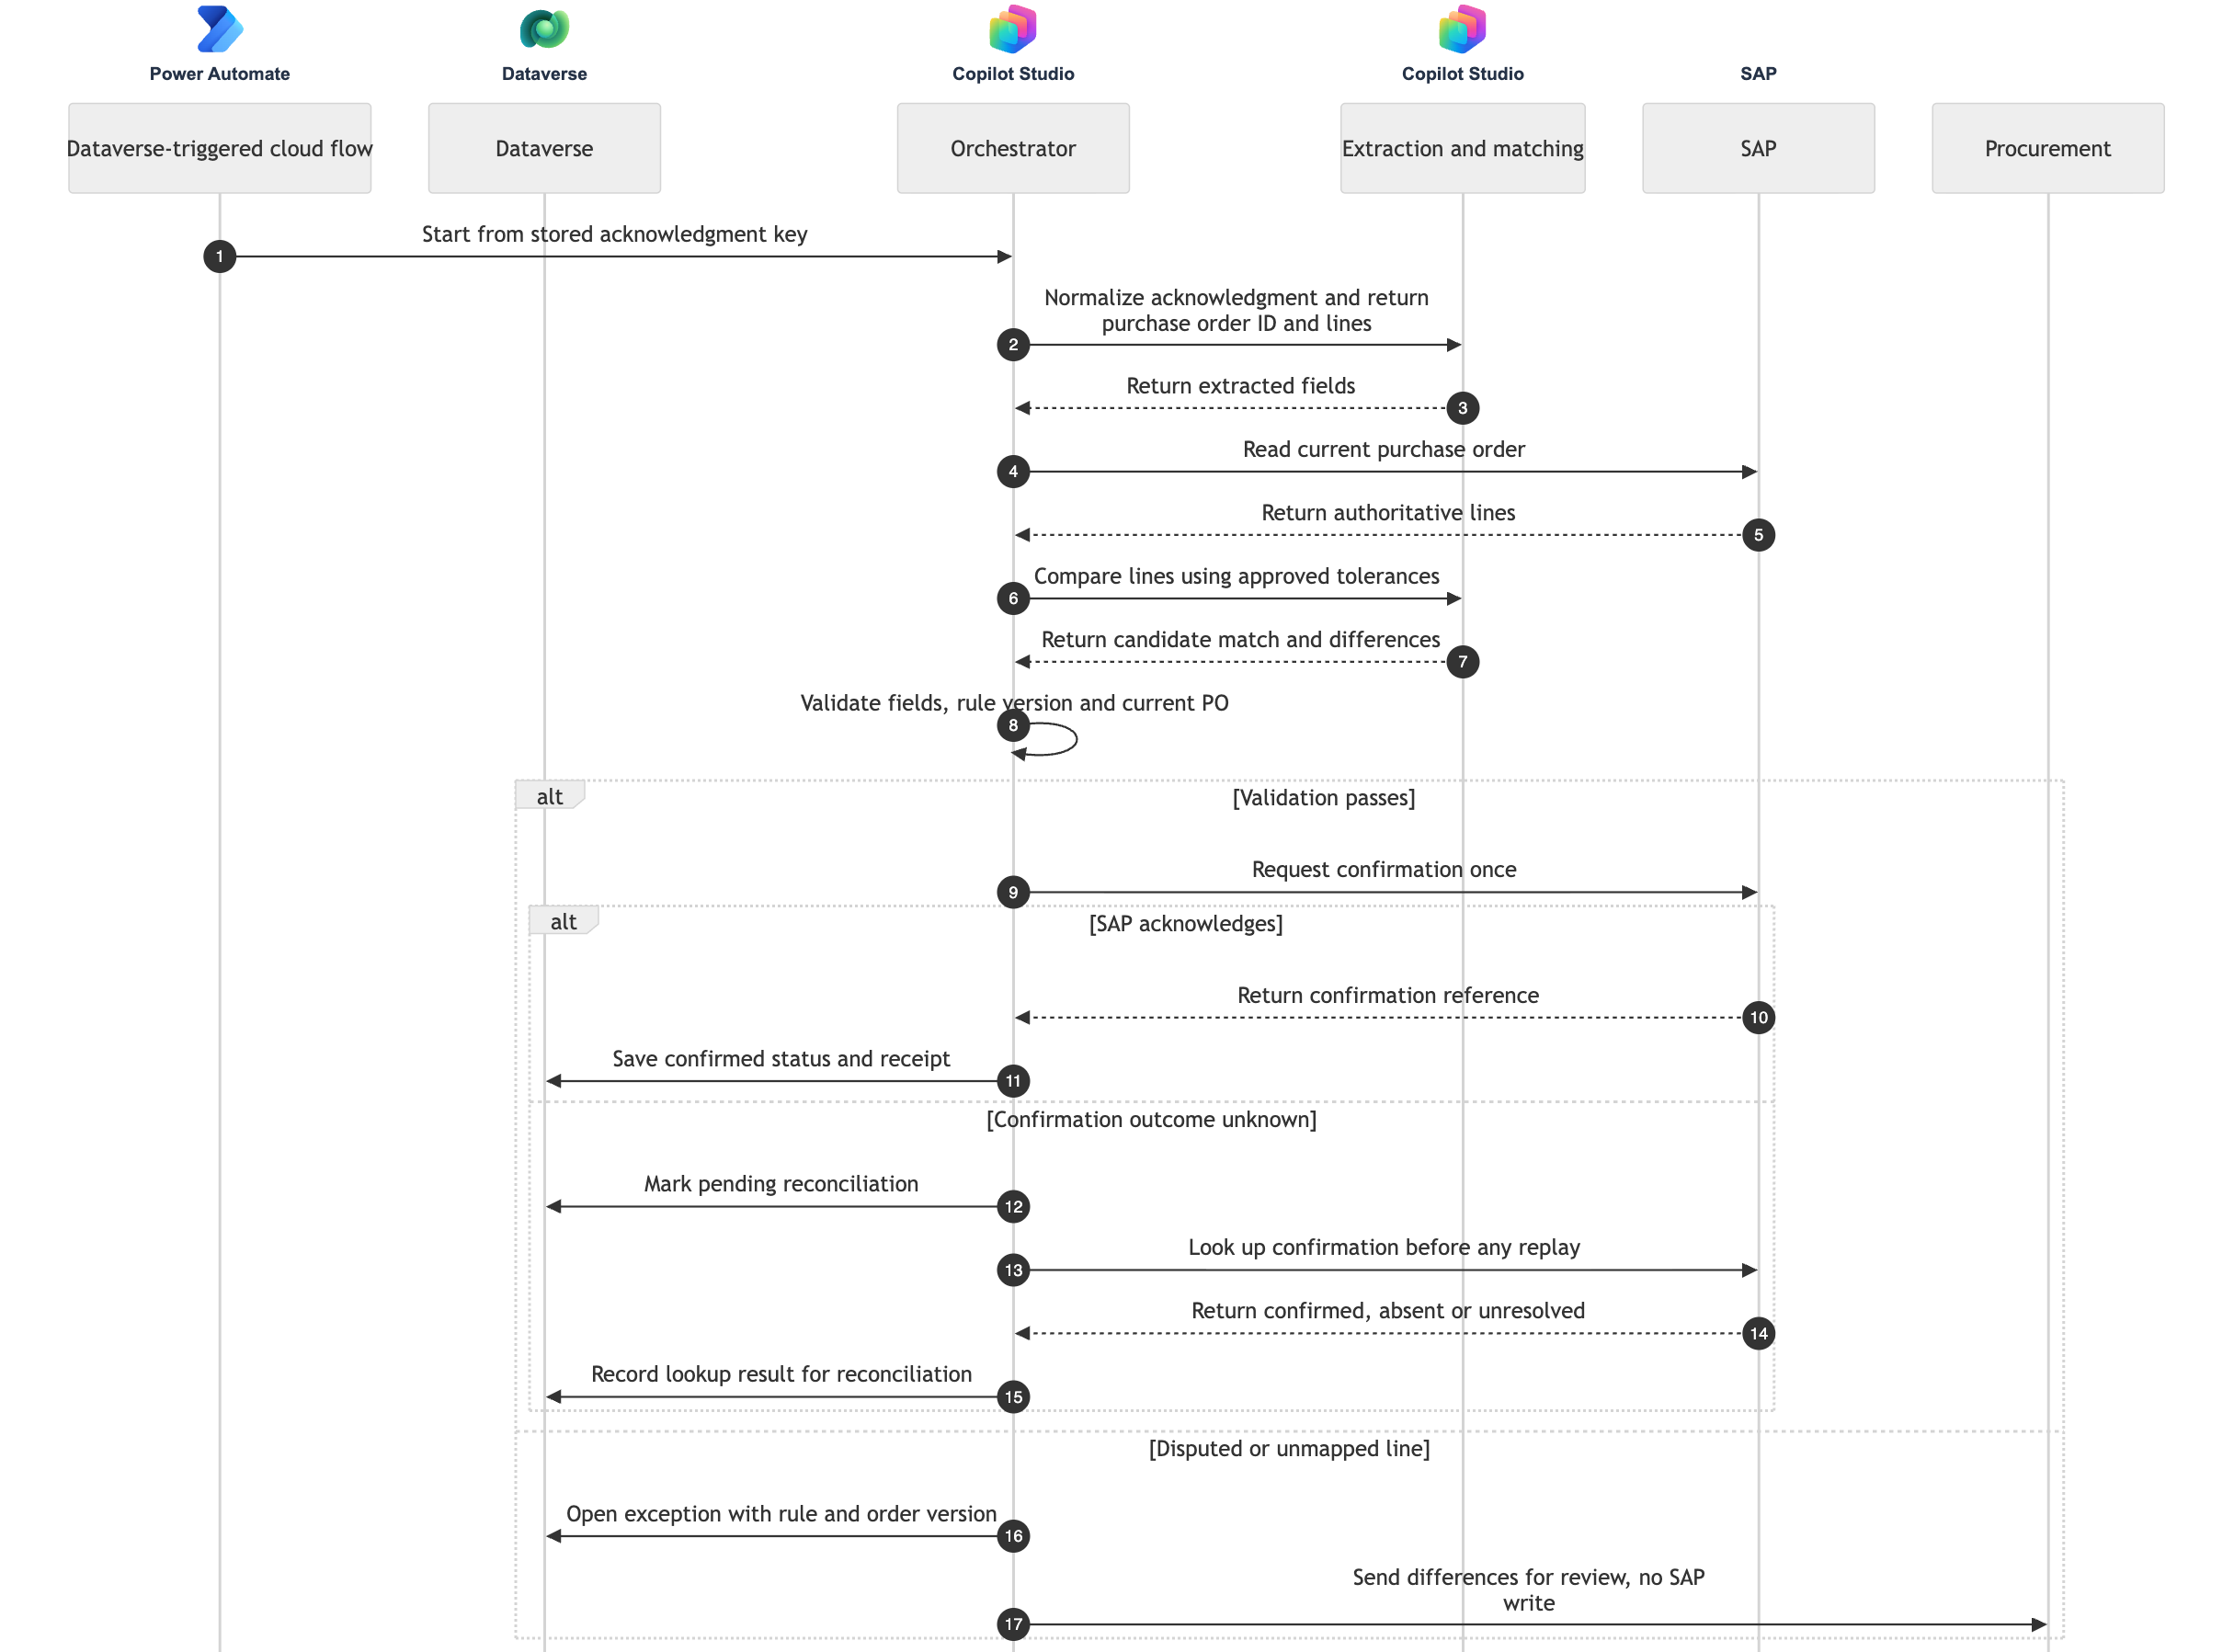 Power Automate
Dataverse
Copilot Studio
Copilot Studio
SAP
Dataverse-triggered cloud flow
Dataverse
Orchestrator
Extraction and matching
SAP
Procurement
Start from stored acknowledgment key
1
Normalize acknowledgment and return
purchase order ID and lines
2
Return extracted fields
3
Read current purchase order
4
Return authoritative lines
5
Compare lines using approved tolerances
6
Return candidate match and differences
7
Validate fields, rule version and current PO
8
alt
[Validation passes]
Request confirmation once
9
alt
[SAP acknowledges]
Return confirmation reference
10
Save confirmed status and receipt
11
[Confirmation outcome unknown]
Mark pending reconciliation
12
Look up confirmation before any replay
13
Return confirmed, absent or unresolved
14
Record lookup result for reconciliation
15
[Disputed or unmapped line]
Open exception with rule and order version
16
Send differences for review, no SAP
write
17